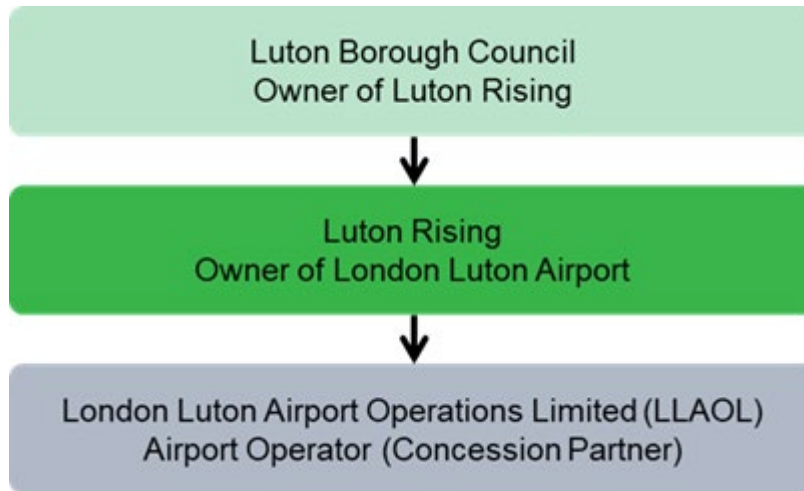 Luton Borough Council
Owner of Luton Rising
Luton Rising
Owner of London Luton Airport
London Luton Airport Operations Limited (LLAOL)
Airport Operator (Concession Partner)